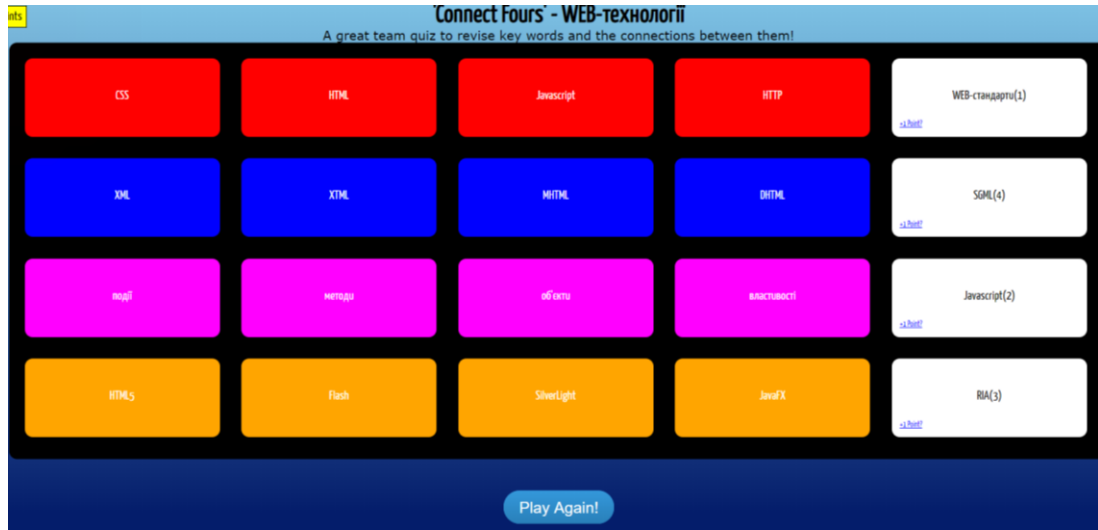 nts
'Connect Fours' - WEB-технології
A great team quiz to revise key words and the connections between them!
CSS
HTML
Javascript
HTTP
WEB-стандарти(1)
+1 Point?
XML
XTML
MHTML
DHTML
SGML(4)
+1 Point?
події
методи
об'єкти
властивості
Javascript(2)
+1 Point?
HTML5
Flash
SilverLight
JavaFX
RIA(3)
+1 Point?
Play Again!